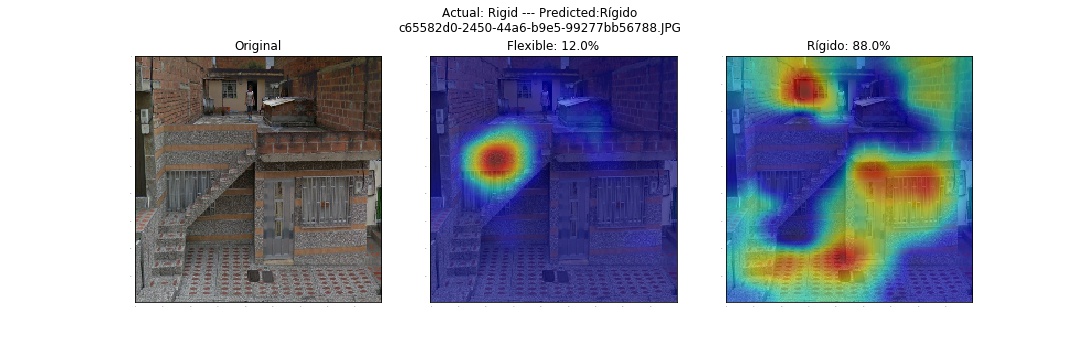 Actual: Rigid --- Predicted:Rígido
c65582d0-2450-44a6-b9e5-99277bb56788.JPG
Original
Flexible: 12.0%
Rígido: 88.0%